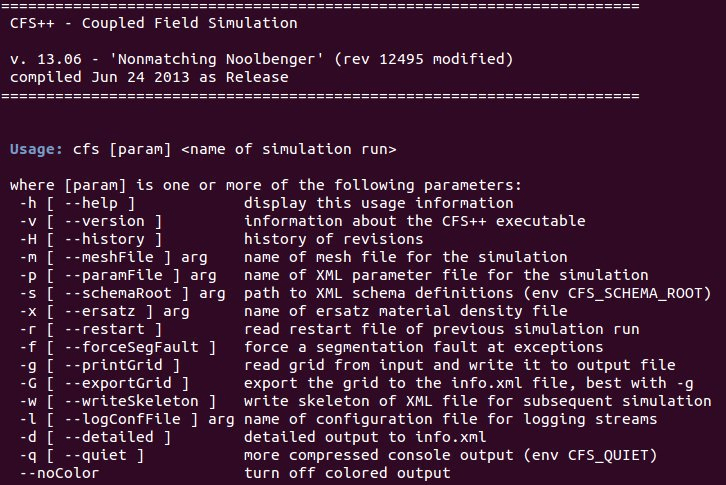 ========================================================================
CFS++ - Coupled Field Simulation
v. 13.06 - 'Nonmatching Noolbenger' (rev 12495 modified)
compiled Jun 24 2013 as Release
========================================================================
Usage: cfs [param] <name of simulation run>
where [param] is one or more of the following parameters:
-h [ --help ] display this usage information
-v [ --version ] information about the CFS++ executable
-H [ --history ] history of revisions
-m [ --meshFile ] arg name of mesh file for the simulation
-p [ --paramFile ] arg name of XML parameter file for the simulation
-s [ --schemaRoot ] arg path to XML schema definitions (env CFS_SCHEMA_ROOT)
-x [ --ersatz ] arg name of ersatz material density file
-r [ --restart ] read restart file of previous simulation run
-f [ --forceSegFault ] force a segmentation fault at exceptions
-g [ --printGrid ] read grid from input and write it to output file
-G [ --exportGrid ] export the grid to the info.xml file, best with -g
-w [ --writeSkeleton ] write skeleton of XML file for subsequent simulation
-l [ --logConfFile ] arg name of configuration file for logging streams
-d [ --detailed ] detailed output to info.xml
-q [ --quiet ] more compressed console output (env CFS_QUIET)
--noColor turn off colored output